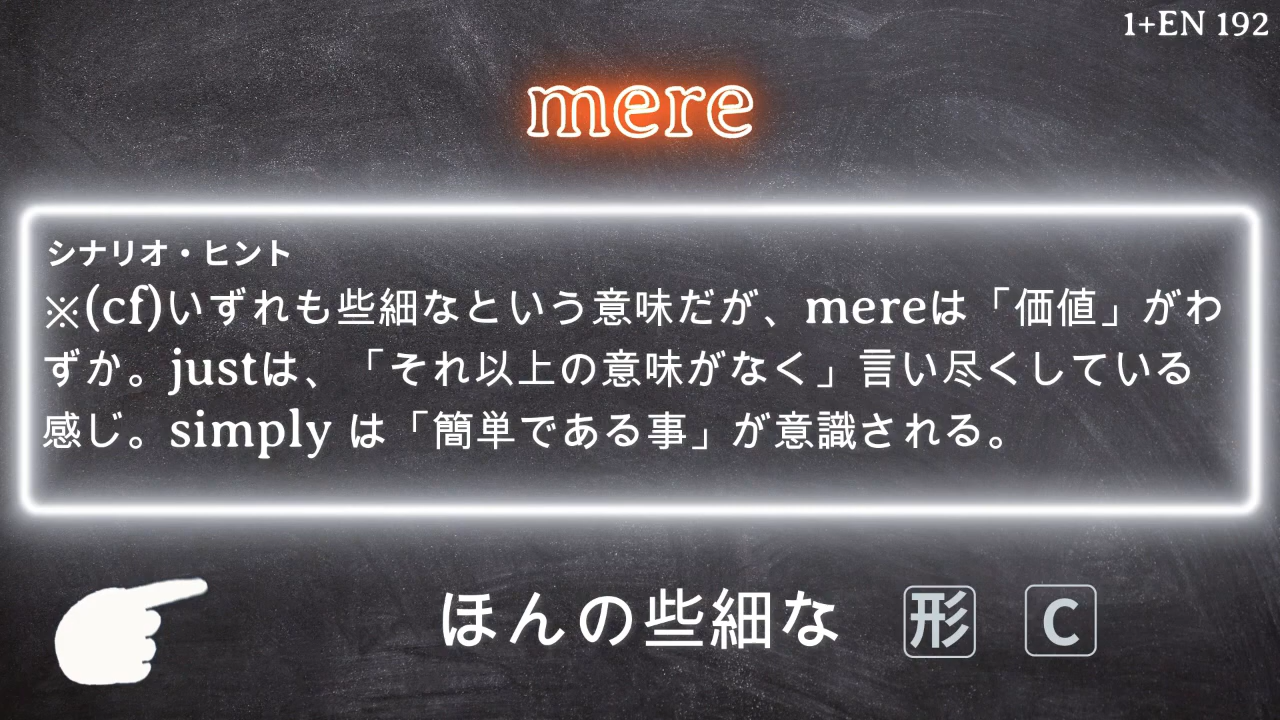 1+EN 192
mere
シナリオ・ヒント
※(cf)いずれも些細なという意味だが、mereは「価値」がわ
ずか。justは、「それ以上の意味がなく」言い尽くしている
感じ。simply は「簡単である事」が意識される。
ほんの些細な 形 C